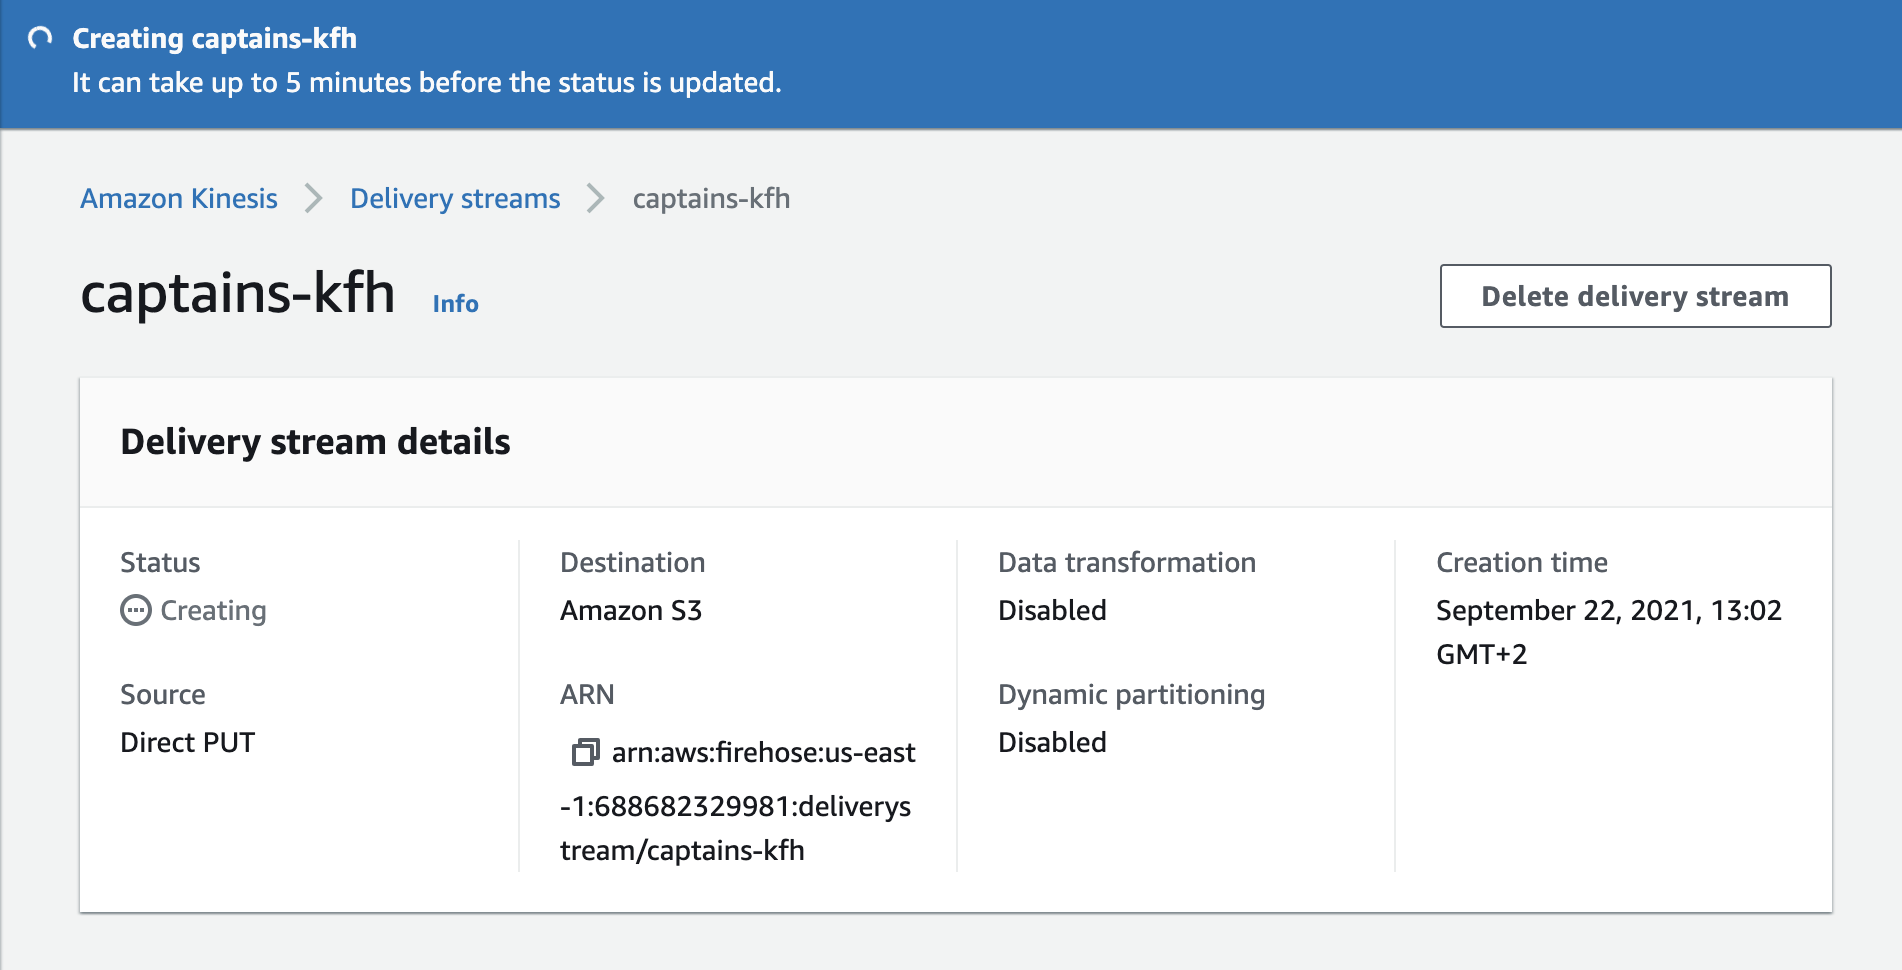 Creating captains-kfh
It can take up to 5 minutes before the status is updated.
Amazon Kinesis
Delivery streams
captains-kfh
captains-kfh
Info
Delete delivery stream
Delivery stream details
Status
Creating
Source
Direct PUT
Destination
Amazon S3
ARN
arn:aws:firehose:us-east
-1:688682329981:deliverys
tream/captains-kfh
Data transformation
Disabled
Dynamic partitioning
Disabled
Creation time
September 22, 2021, 13:02
GMT+2